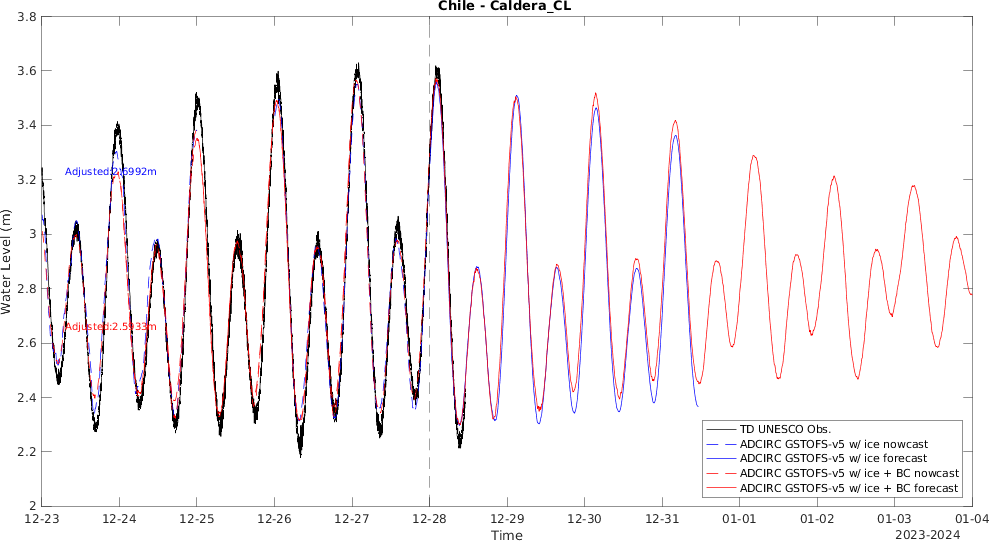 Chile - Caldera_CL
Water Level (m)
3.8
3.6
3.4
3.2
3
2.8
2.6
2.4
2.2
2
Adjusted:2.5992m
Adjusted:2.5933m
TD UNESCO Obs.
ADCIRC GSTOFS-v5 w/ ice nowcast
ADCIRC GSTOFS-v5 w/ ice forecast
ADCIRC GSTOFS-v5 w/ ice + BC nowcast
ADCIRC GSTOFS-v5 w/ ice + BC forecast
12-23 12-24 12-25 12-26 12-27 12-28 12-29 12-30 12-31 01-01 01-02 01-03 01-04
Time
2023-2024